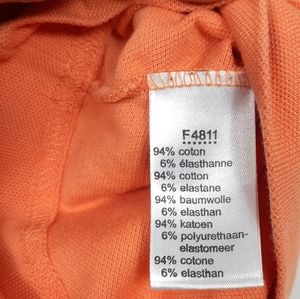 F4811
94% coton
6% élasthanne
94% cotton
6% elastane
94% baumwolle
6% elasthan
94% katoen
6% polyurethaan-
elastomeer
94% cotone
6% elasthan